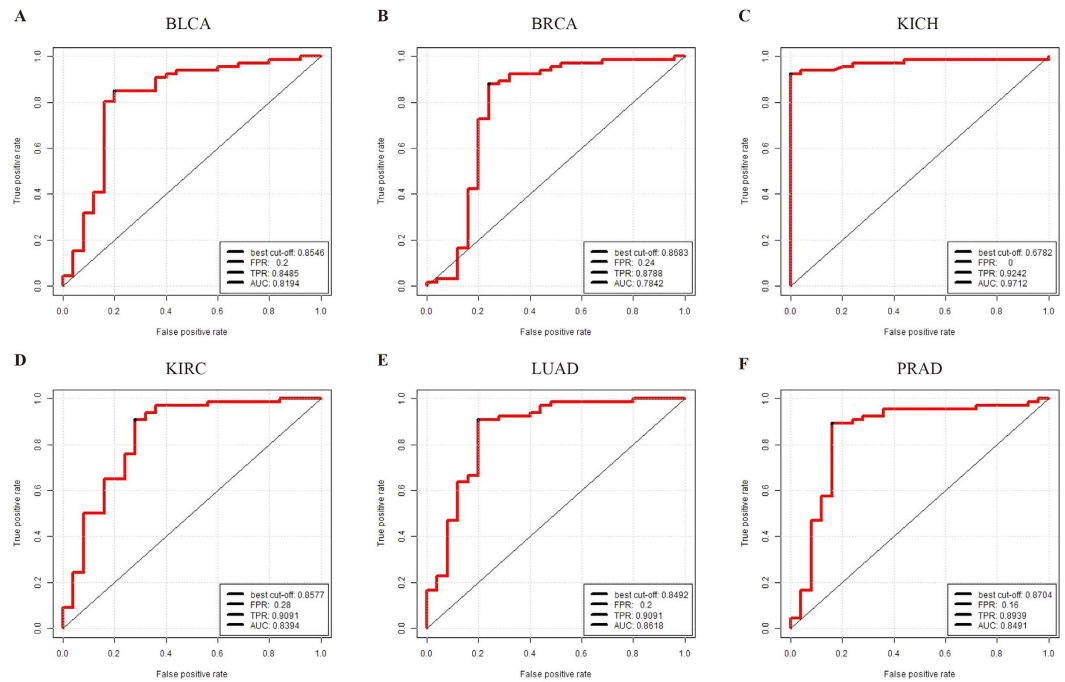 A
BLCA
True positive rate
1.0
0.8
0.6
0.4
0.2
0.0
best cut-off: 0.8546
FPR: 0.2
TPR: 0.8485
AUC: 0.8194
0.0 0.2 0.4 0.6 0.8 1.0
False positive rate
B
BRCA
True positive rate
1.0
0.8
0.6
0.4
0.2
0.0
best cut-off: 0.8683
FPR: 0.24
TPR: 0.8788
AUC: 0.7842
0.0 0.2 0.4 0.6 0.8 1.0
False positive rate
C
KICH
True positive rate
1.0
0.8
0.6
0.4
0.2
0.0
best cut-off: 0.6782
FPR: 0
TPR: 0.9242
AUC: 0.9712
0.0 0.2 0.4 0.6 0.8 1.0
False positive rate
D
KIRC
True positive rate
1.0
0.8
0.6
0.4
0.2
0.0
best cut-off: 0.8577
FPR: 0.28
TPR: 0.9091
AUC: 0.8394
0.0 0.2 0.4 0.6 0.8 1.0
False positive rate
E
LUAD
True positive rate
1.0
0.8
0.6
0.4
0.2
0.0
best cut-off: 0.8492
FPR: 0.2
TPR: 0.9091
AUC: 0.8618
0.0 0.2 0.4 0.6 0.8 1.0
False positive rate
F
PRAD
True positive rate
1.0
0.8
0.6
0.4
0.2
0.0
best cut-off: 0.8704
FPR: 0.16
TPR: 0.8939
AUC: 0.8491
0.0 0.2 0.4 0.6 0.8 1.0
False positive rate